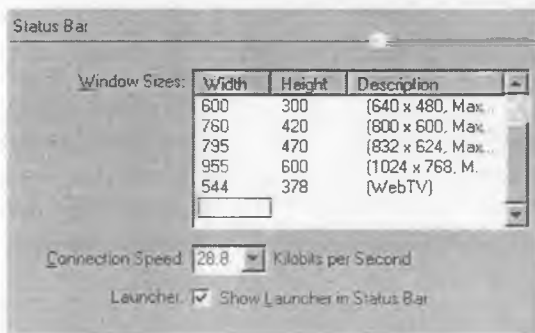 Status Bar
Window Sizes: Width Height Description
600 300 (640 x 480, Max...
760 420 (800 x 600, Max...
795 470 (832 x 624, Max...
955 600 (1024 x 768, M.
544 378 (WebTV)
Connection Speed: 28.8 Kilobits per Second
Launcher: Show Launcher in Status Bar